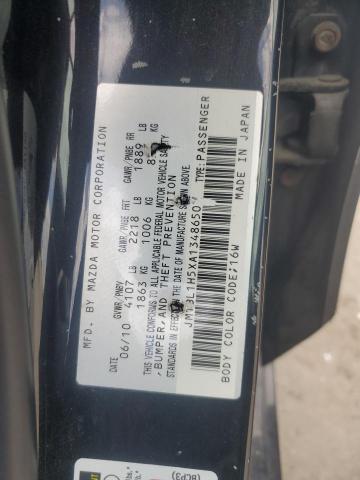 MFD. BY MAZDA MOTOR CORPORATION
DATE GVWR/PNBV GAWR/PNBE FRT GAWR/PNBE RR
06/10 4107 LB 2218 LB 1889 LB
1863 KG 1006 KG KG
THIS VEHICLE CONFORMS TO ALL APPLICABLE FEDERAL MOTOR VEHICLE SAFETY
, BUMPER, AND THEFT PREVENTION
STANDARDS IN EFFECT ON THE DATE OF MANUFACTURE SHOWN ABOVE.
1H5XA1348650 TYPE:PASSENGER
BODY COLOR CODE;16W MADE IN JAPAN
(BCP3)